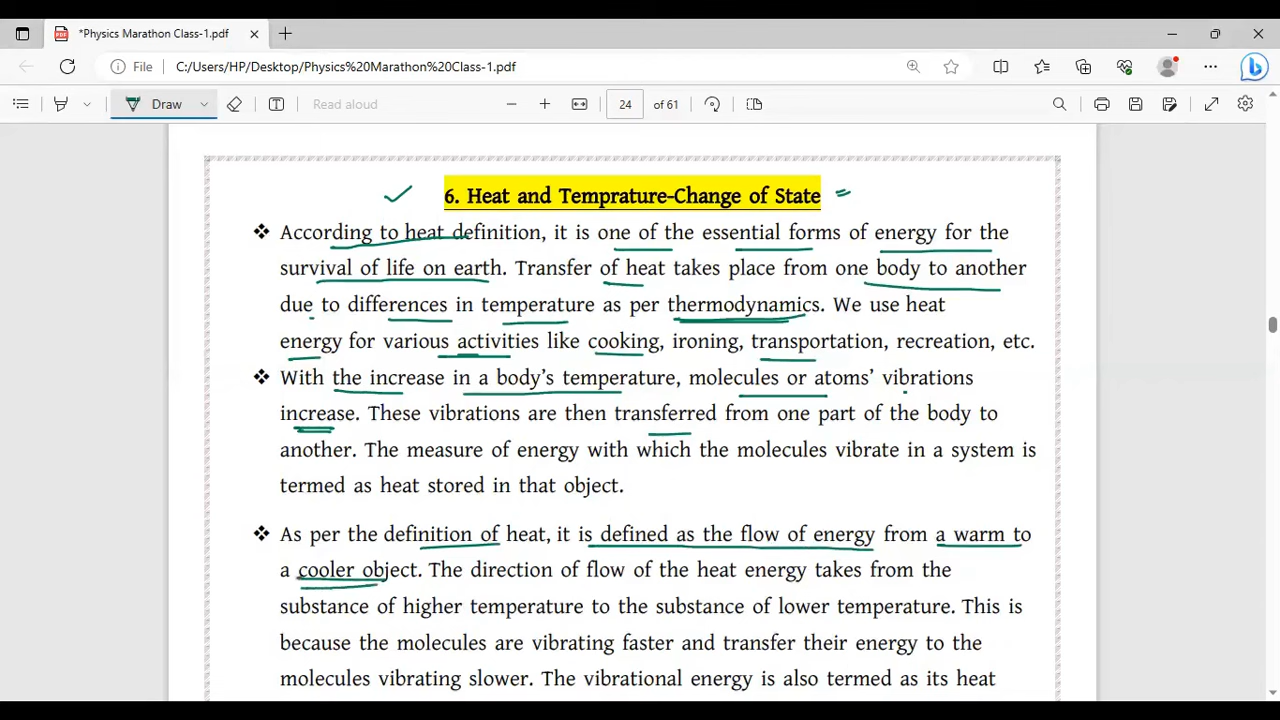 *Physics Marathon Class-1.pdf
File C:/Users/HP/Desktop/Physics%20Marathon%20Class-1.pdf
Draw Read aloud 24 of 61
6. Heat and Temprature-Change of State
❖ According to heat definition, it is one of the essential forms of energy for the
survival of life on earth. Transfer of heat takes place from one body to another
due to differences in temperature as per thermodynamics. We use heat
energy for various activities like cooking, ironing, transportation, recreation, etc.
❖ With the increase in a body's temperature, molecules or atoms' vibrations
increase. These vibrations are then transferred from one part of the body to
another. The measure of energy with which the molecules vibrate in a system is
termed as heat stored in that object.
❖ As per the definition of heat, it is defined as the flow of energy from a warm to
a cooler object. The direction of flow of the heat energy takes from the
substance of higher temperature to the substance of lower temperature. This is
because the molecules are vibrating faster and transfer their energy to the
molecules vibrating slower. The vibrational energy is also termed as its heat